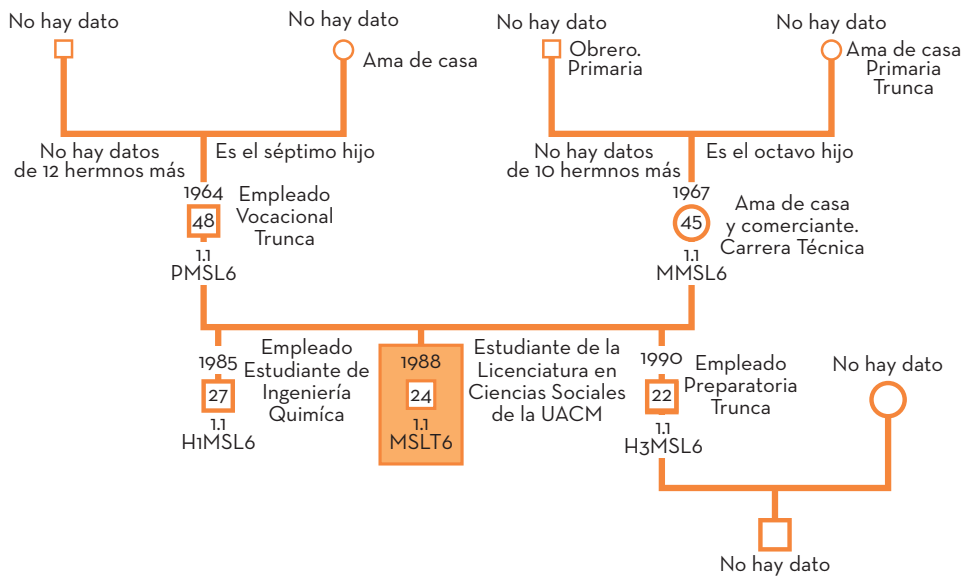 No hay dato
No hay dato
Ama de casa
No hay dato
Obrero.
Primaria
No hay dato
Ama de casa
Primaria
Trunca
No hay datos
de 12 hermnos más
Es el séptimo hijo
No hay datos
de 10 hermnos más
Es el octavo hijo
1964
48
Empleado
Vocacional
Trunca
1.1
PMSL6
1967
45
Ama de casa
y comerciante.
Carrera Técnica
1.1
MMSL6
1985
27
Empleado
Estudiante de
Ingeniería
Quimíca
1.1
H1MSL6
1988
24
1.1
MSLT6
Estudiante de la
Licenciatura en
Ciencias Sociales
de la UACM
1990
22
Empleado
Preparatoria
Trunca
1.1
H3MSL6
No hay dato
No hay dato